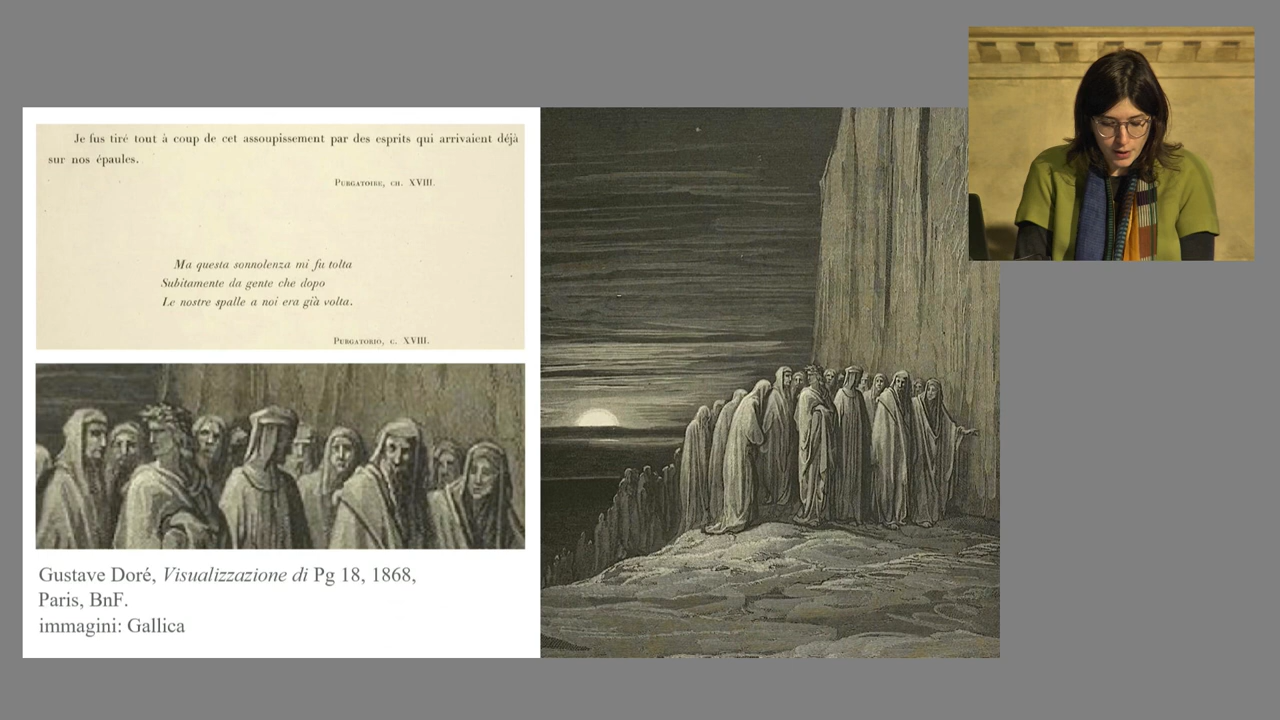 Je fus tiré tout à coup de cet assoupissement par des esprits qui arrivaient déjà
sur nos épaules.
PURGATOIRE, CH. XVIII.
Ma questa sonnolenza mi fu tolta
Subitamente da gente che dopo
Le nostre spalle a noi era già volta.
PURGATORIO, C. XVIII.
Gustave Doré, Visualizzazione di Pg 18, 1868,
Paris, BnF.
immagini: Gallica